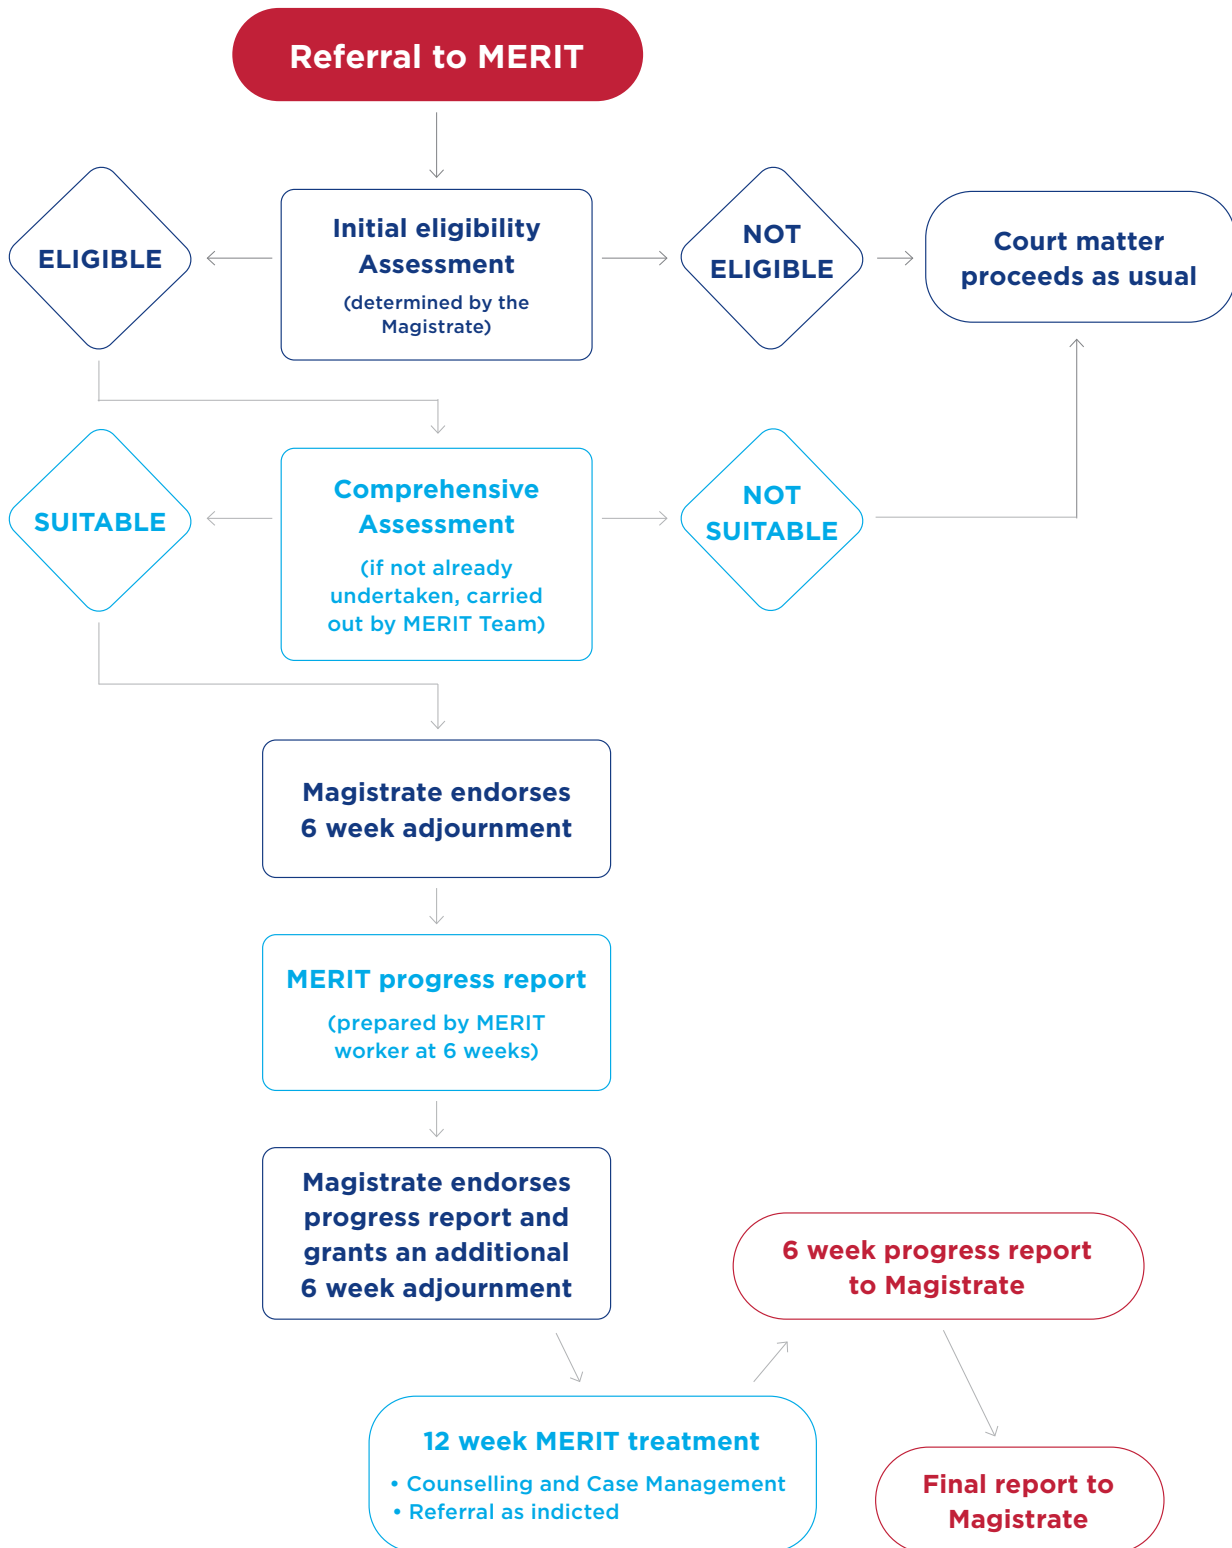 Referral to MERIT
ELIGIBLE
Initial eligibility
Assessment
(determined by the
Magistrate)
NOT
ELIGIBLE
Court matter
proceeds as usual
SUITABLE
Comprehensive
Assessment
(if not already
undertaken, carried
out by MERIT Team)
NOT
SUITABLE
Magistrate endorses
6 week adjournment
MERIT progress report
(prepared by MERIT
worker at 6 weeks)
Magistrate endorses
progress report and
grants an additional
6 week adjournment
12 week MERIT treatment
• Counselling and Case Management
• Referral as indicted
6 week progress report
to Magistrate
Final report to
Magistrate